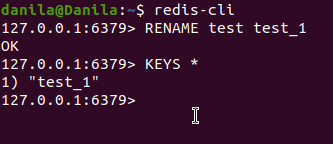 danila@Danila:~$ redis-cli
127.0.0.1:6379> RENAME test test_1
OK
127.0.0.1:6379> KEYS *
1) "test_1"
127.0.0.1:6379>